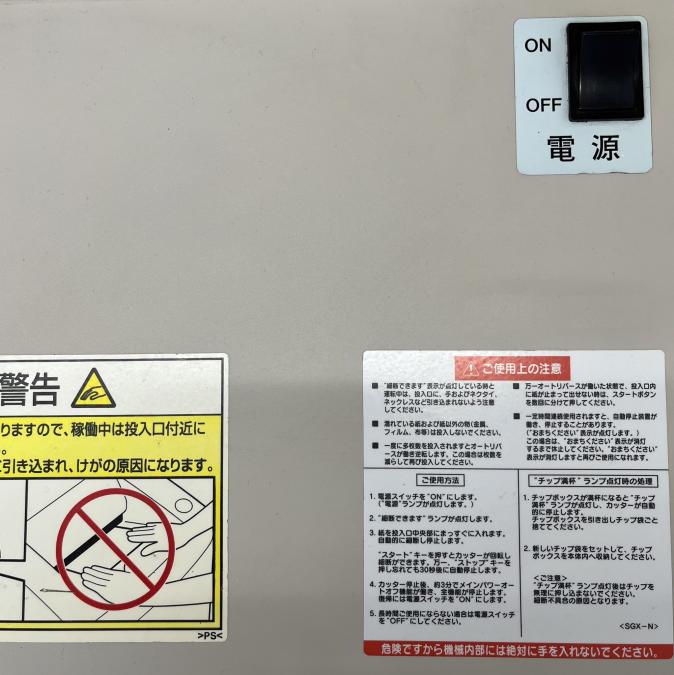 ON
OFF
電源
警告
りますので、稼働中は投入口付近に
。
に引き込まれ、けがの原因になります。
>PS<
ご使用上の注意
■ "細断できます"表示が点灯している時と
運転中は、投入口に、手およびネクタイ、
ネックレスなど引き込まれないよう注意
してください。
■ 濡れている紙および紙以外の物(金属、
フィルム、布等)は投入しないでください。
■ 一度に多枚数を投入されますとオートリバ
ースが働き逆転します。この場合は枚数を
減らして再び投入してください。
■ 万一オートリバースが働いた状態で、投入口内
に紙が止まって出せない時は、スタートボタン
を数回に分けて押してください。
■ 一定時間連続使用されますと、自動停止装置が
働き、停止することがあります。
("おまちください"表示が点灯します。)
この場合は、"おまちください"表示が消灯
するまで休止してください。"おまちください"
表示が消灯しますと再びご使用になれます。
ご使用方法
1. 電源スイッチを"ON"にします。
("電源"ランプが点灯します。)
2. "細断できます"ランプが点灯します。
3. 紙を投入口中央部にまっすぐに入れます。
自動的に細断し停止します。
"スタート"キーを押すとカッターが回転し
細断ができます。万一、"ストップ"キーを
押し忘れても30秒後に自動停止します。
4. カッター停止後、約3分でメインパワーオー
トオフ機能が働き、全機能が停止します。
復帰には電源スイッチを"ON"にします。
5. 長時間ご使用にならない場合は電源スイッチ
を"OFF"にしてください。
"チップ満杯"ランプ点灯時の処理
1. チップボックスが満杯になると"チップ
満杯"ランプが点灯し、カッターが自動
的に停止します。
チップボックスを引き出しチップ袋ごと
捨ててください。
2. 新しいチップ袋をセットして、チップ
ボックスを本体内へ収納してください。
<ご注意>
"チップ満杯"ランプ点灯後はチップを
無理に押し込まないでください。
細断不具合の原因となります。
<SGX-N>
危険ですから機械内部には絶対に手を入れないでください。